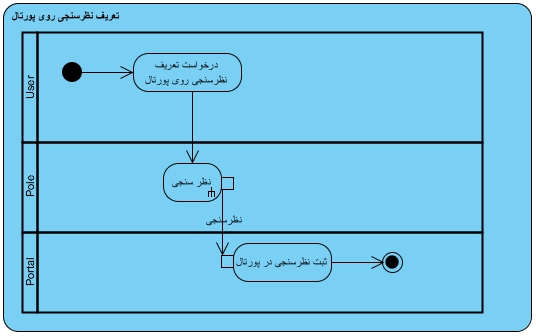 تعریف نظرسنجی روی پورتال
User
درخواست تعریف
نظرسنجی روی پورتال
Pole
نظر سنجی
نظرسنجی
Portal
ثبت نظرسنجی در پورتال